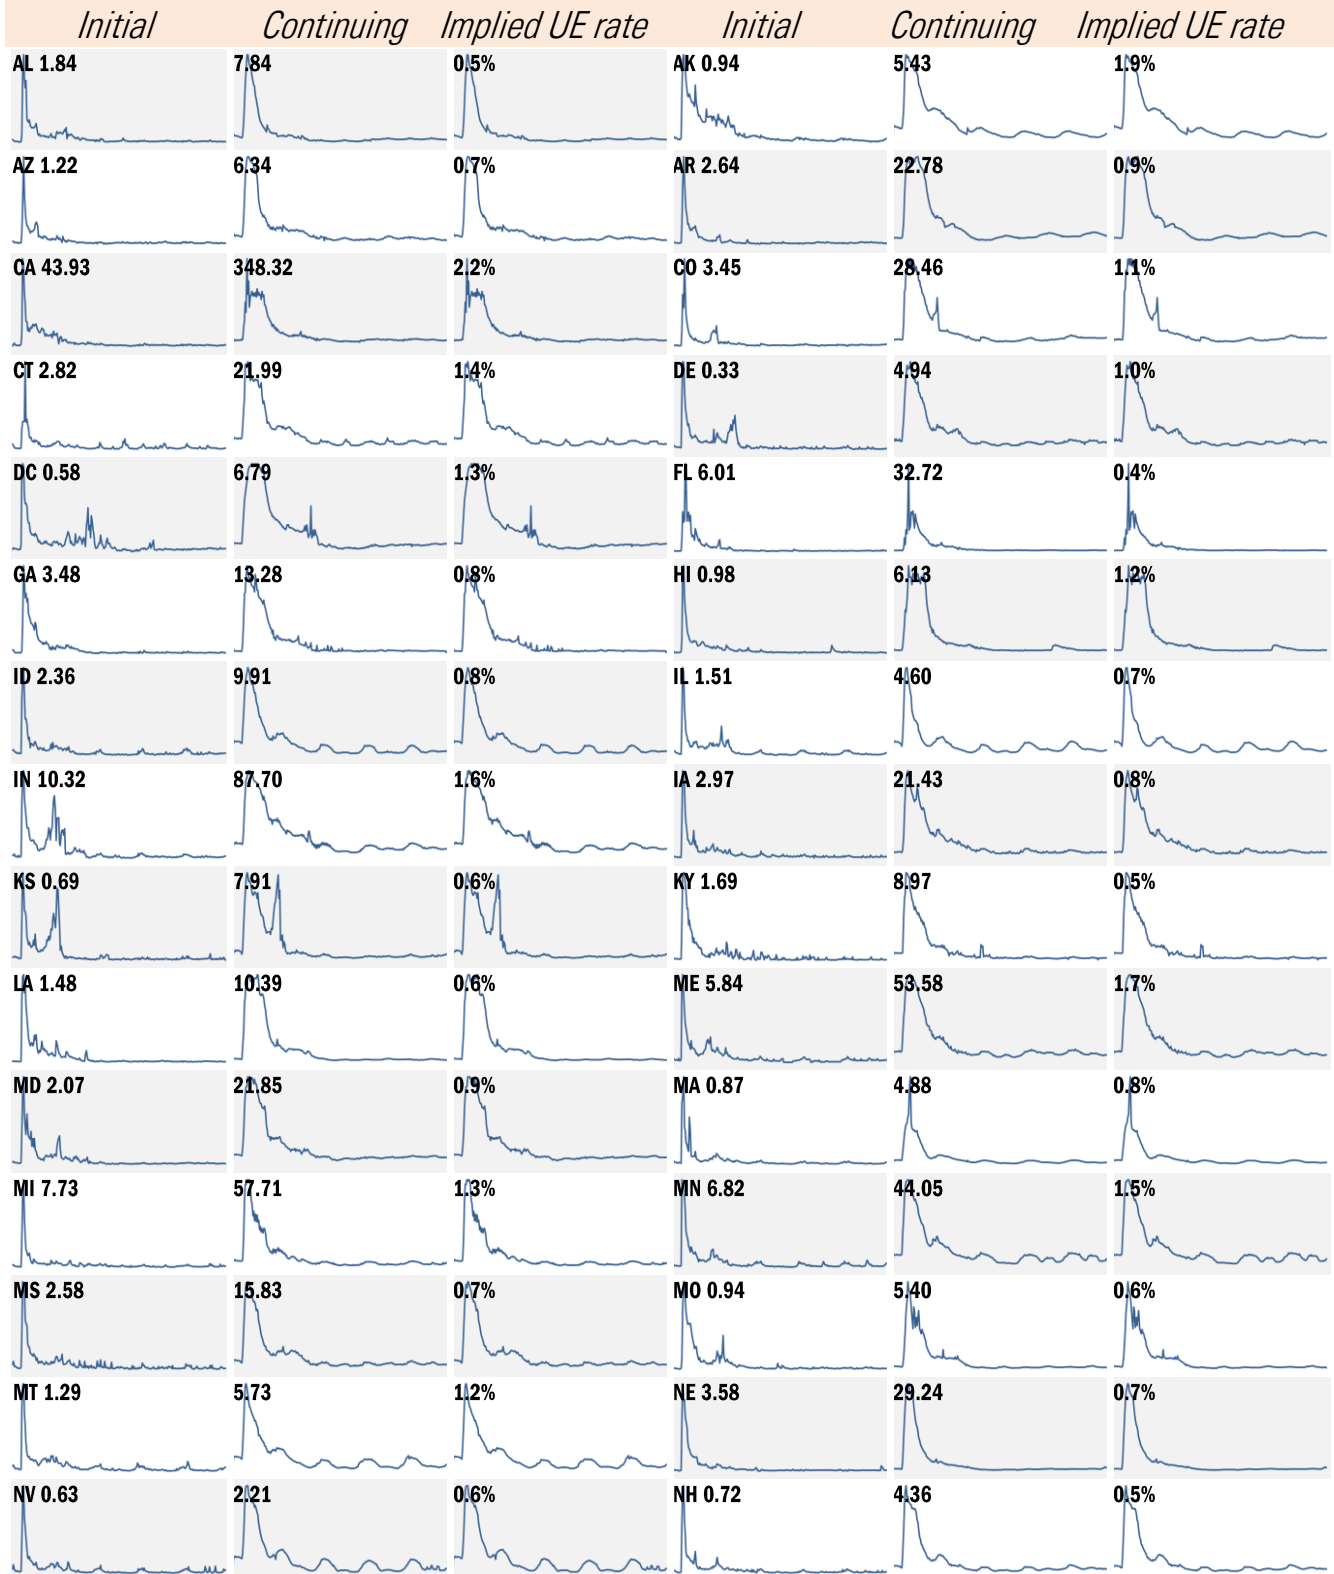 Initial Continuing Implied UE rate Initial Continuing Implied UE rate
AL 1.84 7.84 0.5% AK 0.94 5.43 1.9%
AZ 1.22 6.34 0.7% AR 2.64 22.78 0.9%
CA 43.93 348.32 2.2% CO 3.45 28.46 1.1%
CT 2.82 21.99 1.4% DE 0.33 4.94 1.0%
DC 0.58 6.79 1.3% FL 6.01 32.72 0.4%
GA 3.48 13.28 0.8% HI 0.98 6.13 1.2%
ID 2.36 9.91 0.8% IL 1.51 4.60 0.7%
IN 10.32 87.70 1.6% IA 2.97 21.43 0.8%
KS 0.69 7.91 0.6% KY 1.69 8.97 0.5%
LA 1.48 10.39 0.6% ME 5.84 53.58 1.7%
MD 2.07 21.85 0.9% MA 0.87 4.88 0.8%
MI 7.73 57.71 1.3% MN 6.82 44.05 1.5%
MS 2.58 15.83 0.7% MO 0.94 5.40 0.6%
MT 1.29 5.73 1.2% NE 3.58 29.24 0.7%
NV 0.63 2.21 0.6% NH 0.72 4.36 0.5%